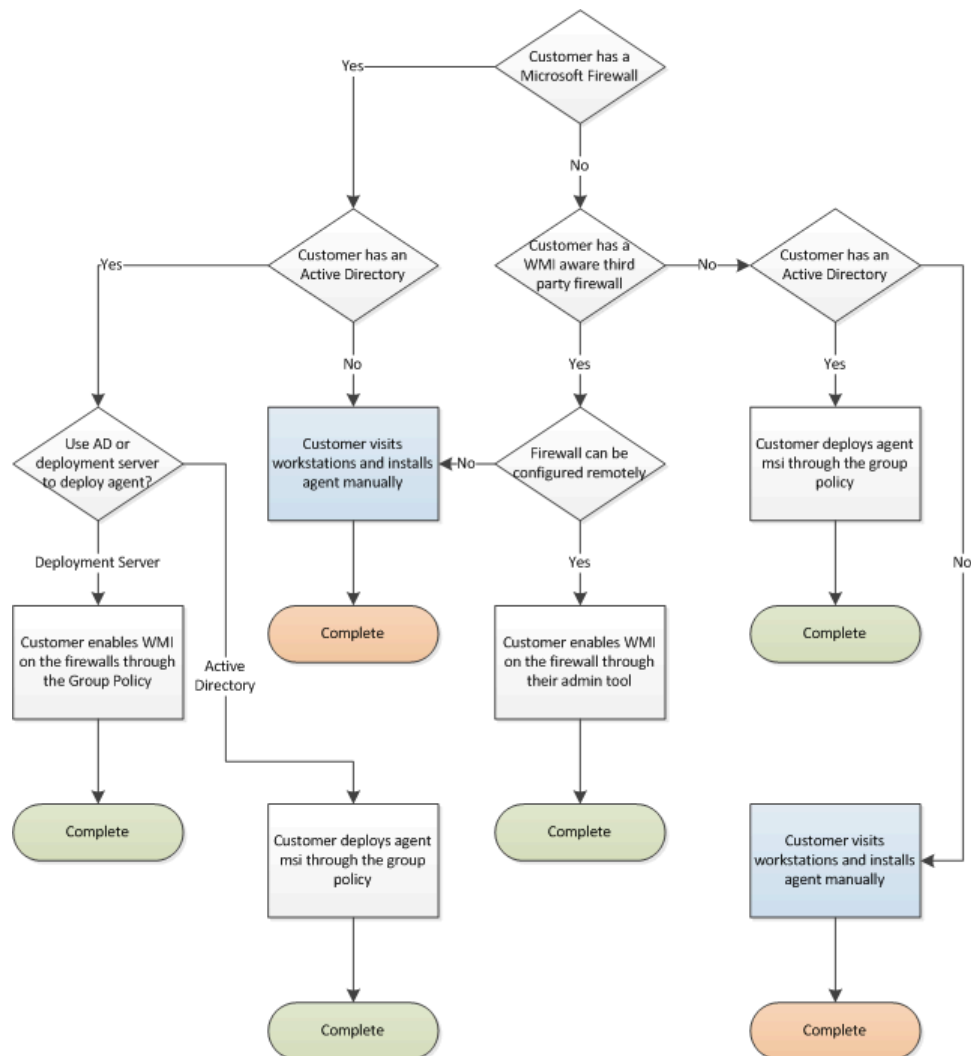 Customer has a
Microsoft Firewall
Yes
No
Customer has an
Active Directory
Customer has a
WMI aware third
party firewall
Customer has an
Active Directory
Yes
No
No
Yes
Yes
Use AD or
deployment server
to deploy agent?
Customer visits
workstations and installs
agent manually
No
Firewall can be
configured remotely
Customer deploys agent
msi through the group
policy
Deployment Server
Yes
No
Customer enables WMI
on the firewalls through
the Group Policy
Active
Directory
Complete
Customer enables WMI
on the firewall through
their admin tool
Complete
Complete
Customer deploys agent
msi through the group
policy
Complete
Customer visits
workstations and installs
agent manually
Complete
Complete